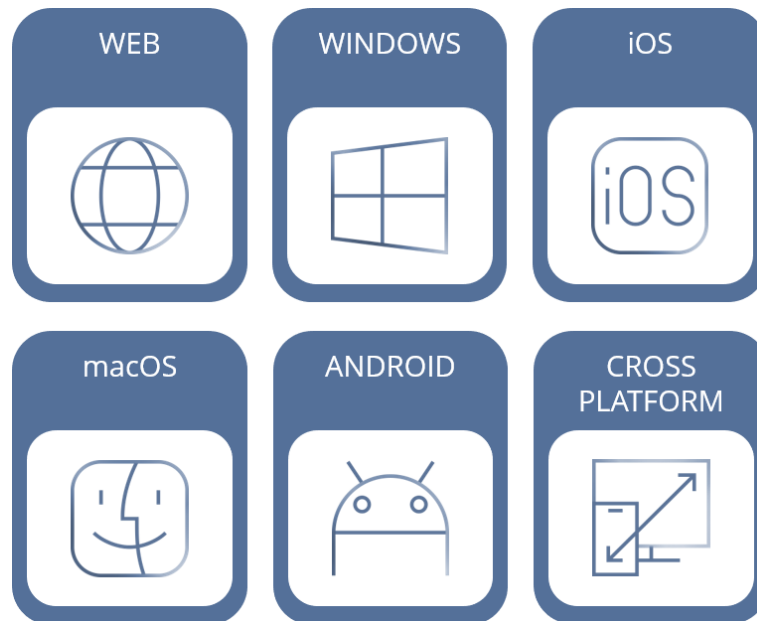 WEB
WINDOWS
iOS
iOS
macOS
ANDROID
CROSS
PLATFORM